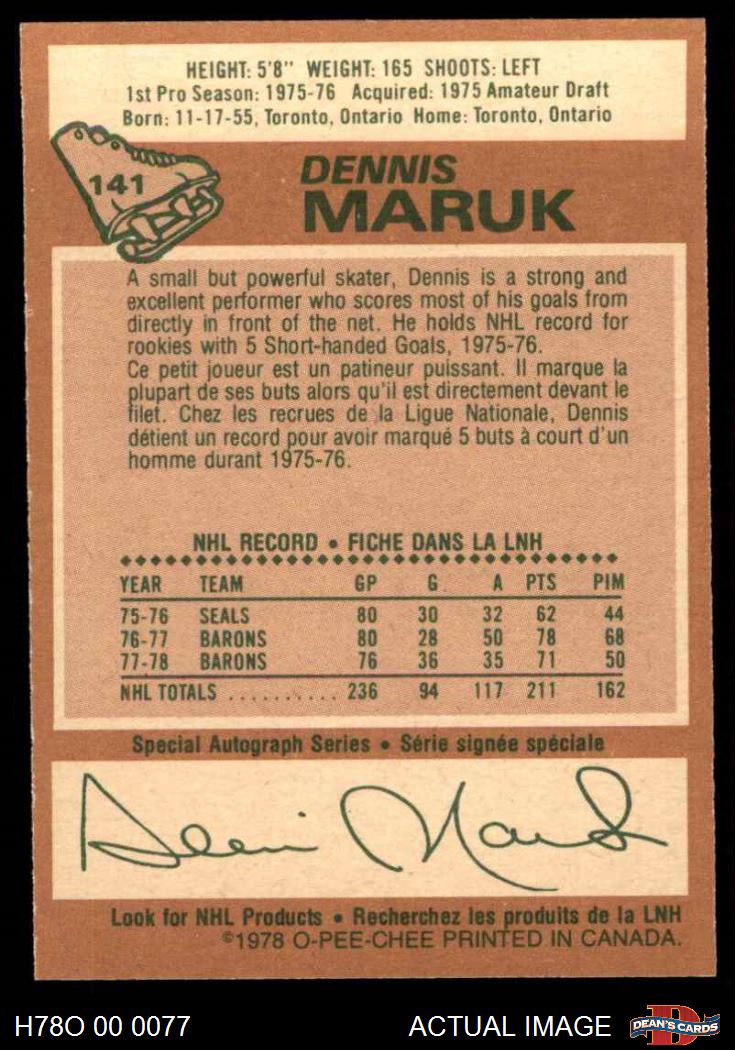 HEIGHT: 5'8" WEIGHT: 165 SHOOTS: LEFT
1st Pro Season: 1975-76 Acquired: 1975 Amateur Draft
Born: 11-17-55, Toronto, Ontario Home: Toronto, Ontario
141
DENNIS
MARUK
A small but powerful skater, Dennis is a strong and
excellent performer who scores most of his goals from
directly in front of the net. He holds NHL record for
rookies with 5 Short-handed Goals, 1975-76.
Ce petit joueur est un patineur puissant. Il marque la
plupart de ses buts alors qu'il est directement devant le
filet. Chez les recrues de la Ligue Nationale, Dennis
détient un record pour avoir marqué 5 buts à court d'un
homme durant 1975-76.
NHL RECORD • FICHE DANS LA LNH
YEAR TEAM GP G A PTS PIM
75-76 SEALS 80 30 32 62 44
76-77 BARONS 80 28 50 78 68
77-78 BARONS 76 36 35 71 50
NHL TOTALS ........... 236 94 117 211 162
Special Autograph Series • Série signée spéciale
Dennis Maruk
Look for NHL Products • Recherchez les produits de la LNH
©1978 O-PEE-CHEE PRINTED IN CANADA.
H78O 00 0077 ACTUAL IMAGE D DEAN'S CARDS